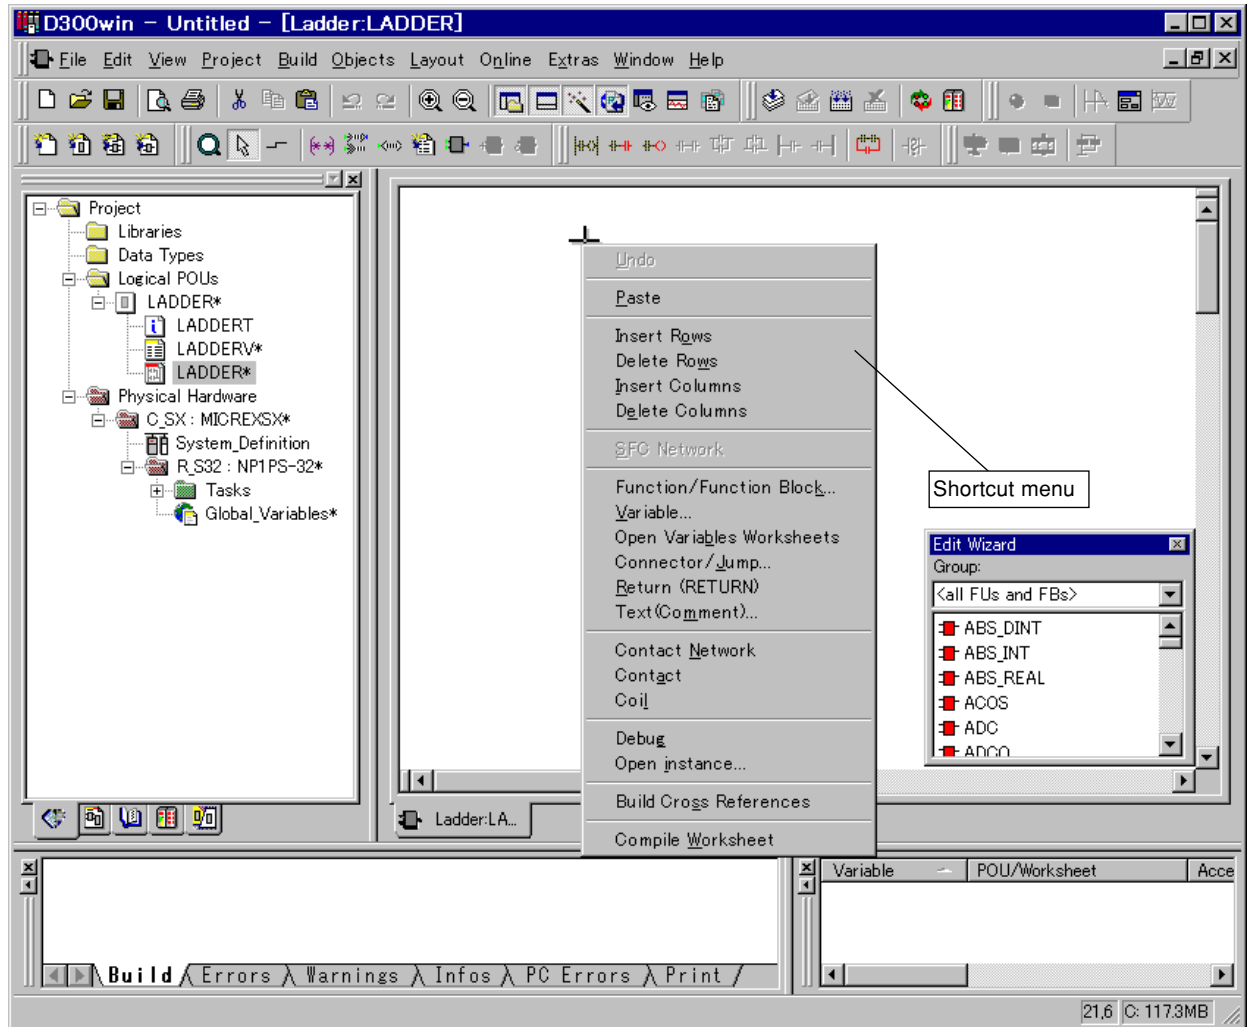 D300win - Untitled - [Ladder:LADDER]
File Edit View Project Build Objects Layout Online Extras Window Help
Project
Libraries
Data Types
Logical POUs
LADDER*
LADDERT
LADDERV*
LADDER*
Physical Hardware
C_SX : MICREXSX*
System_Definition
R_S32 : NP1PS-32*
Tasks
Global_Variables*
Undo
Paste
Insert Rows
Delete Rows
Insert Columns
Delete Columns
SFC Network
Function/Function Block...
Variable...
Open Variables Worksheets
Connector/Jump...
Return (RETURN)
Text(Comment)...
Contact Network
Contact
Coil
Debug
Open instance...
Build Cross References
Compile Worksheet
Shortcut menu
Edit Wizard
Group:
<all FUs and FBs>
ABS_DINT
ABS_INT
ABS_REAL
ACOS
ADC
ADCO
Ladder:LA...
Variable POU/Worksheet Acce
Build Errors Warnings Infos PC Errors Print
21,6 C: 117.3MB